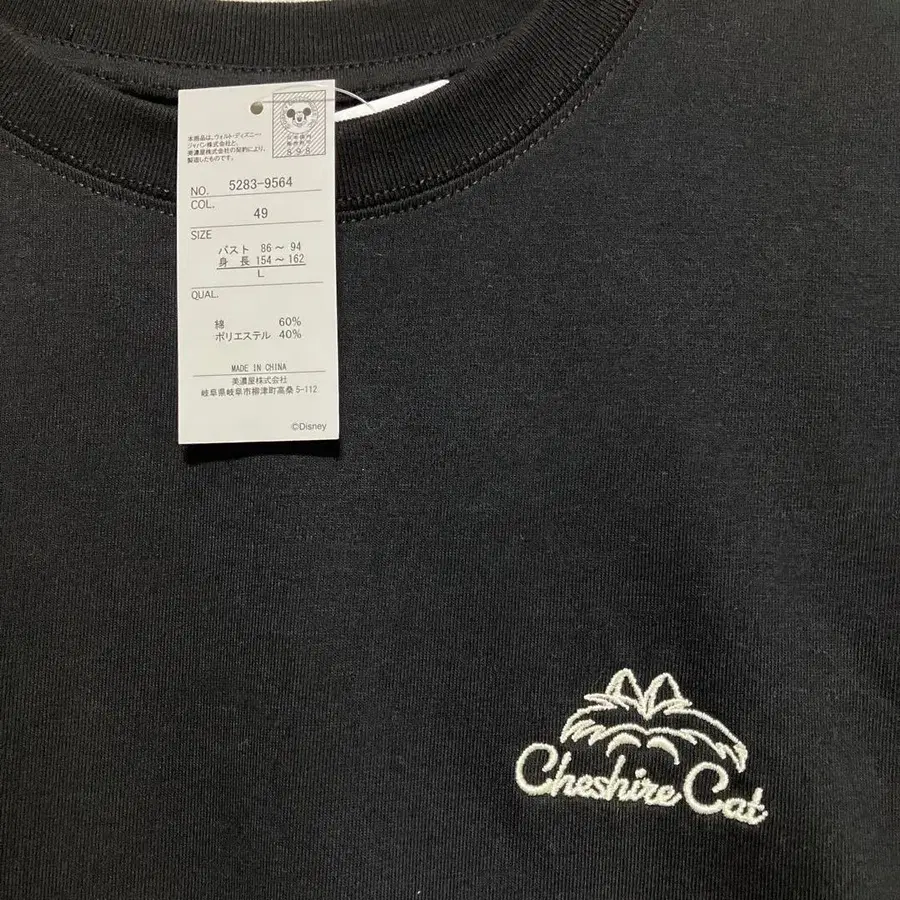 本商品は、ウォルト・ディズニー・
ジャパン株式会社と、
美濃屋株式会社の契約により、
製造したものです。
898
NO. 5283-9564
COL. 49
SIZE
バスト 86～94
身長 154～162
L
QUAL.
綿 60%
ポリエステル 40%
MADE IN CHINA
美濃屋株式会社
岐阜県岐阜市柳津町高桑5-112
©Disney
Cheshire Cat